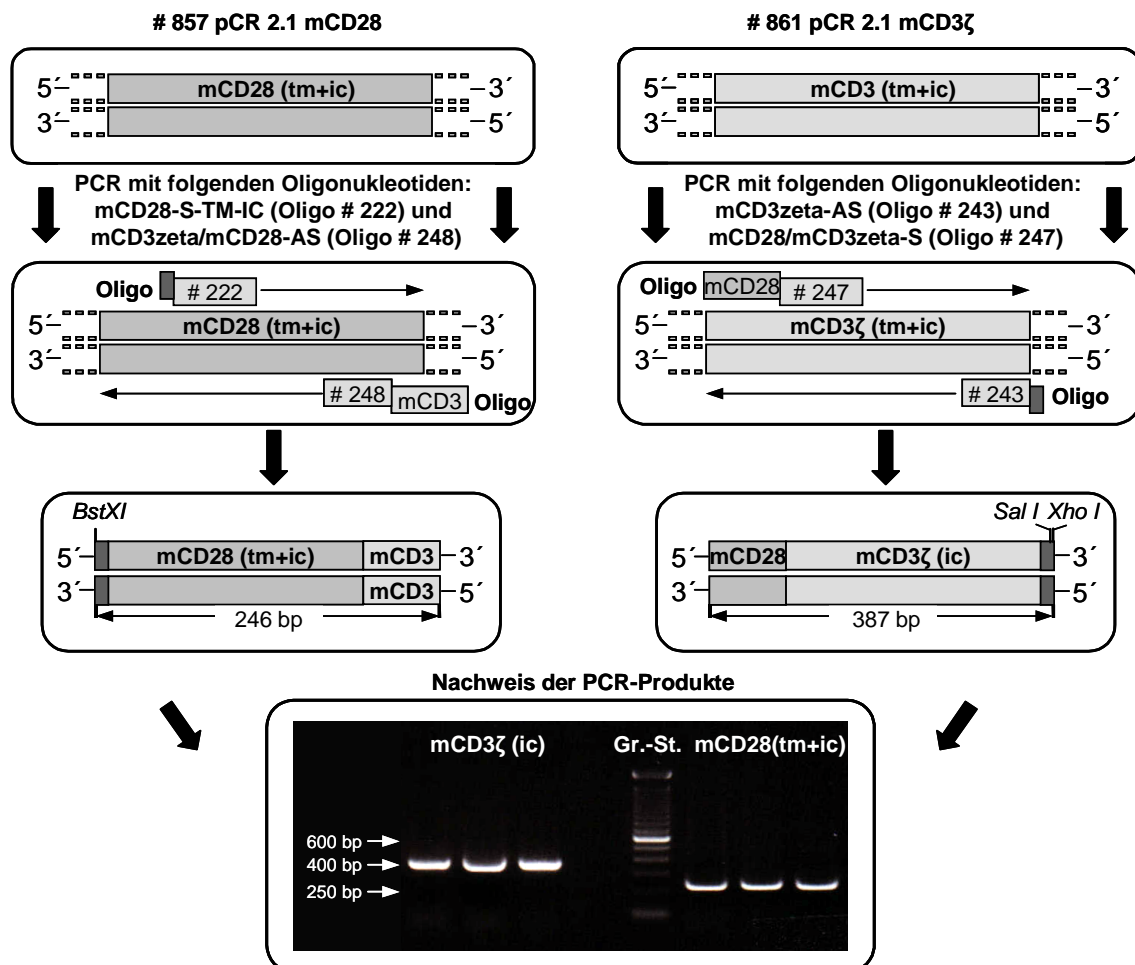 # 857 pCR 2.1 mCD28
# 861 pCR 2.1 mCD3ζ
5´
mCD28 (tm+ic)
3´
3´
5´
5´
mCD3 (tm+ic)
3´
3´
5´
PCR mit folgenden Oligonukleotiden:
mCD28-S-TM-IC (Oligo # 222) und
mCD3zeta/mCD28-AS (Oligo # 248)
PCR mit folgenden Oligonukleotiden:
mCD3zeta-AS (Oligo # 243) und
mCD28/mCD3zeta-S (Oligo # 247)
Oligo
# 222
5´
mCD28 (tm+ic)
3´
3´
5´
# 248
mCD3
Oligo
Oligo
mCD28
# 247
5´
mCD3ζ (tm+ic)
3´
3´
5´
# 243
Oligo
BstXI
5´
mCD28 (tm+ic)
mCD3
3´
3´
mCD3
5´
246 bp
Sal I Xho I
5´
mCD28
mCD3ζ (ic)
3´
3´
5´
387 bp
Nachweis der PCR-Produkte
mCD3ζ (ic)
Gr.-St.
mCD28(tm+ic)
600 bp
400 bp
250 bp